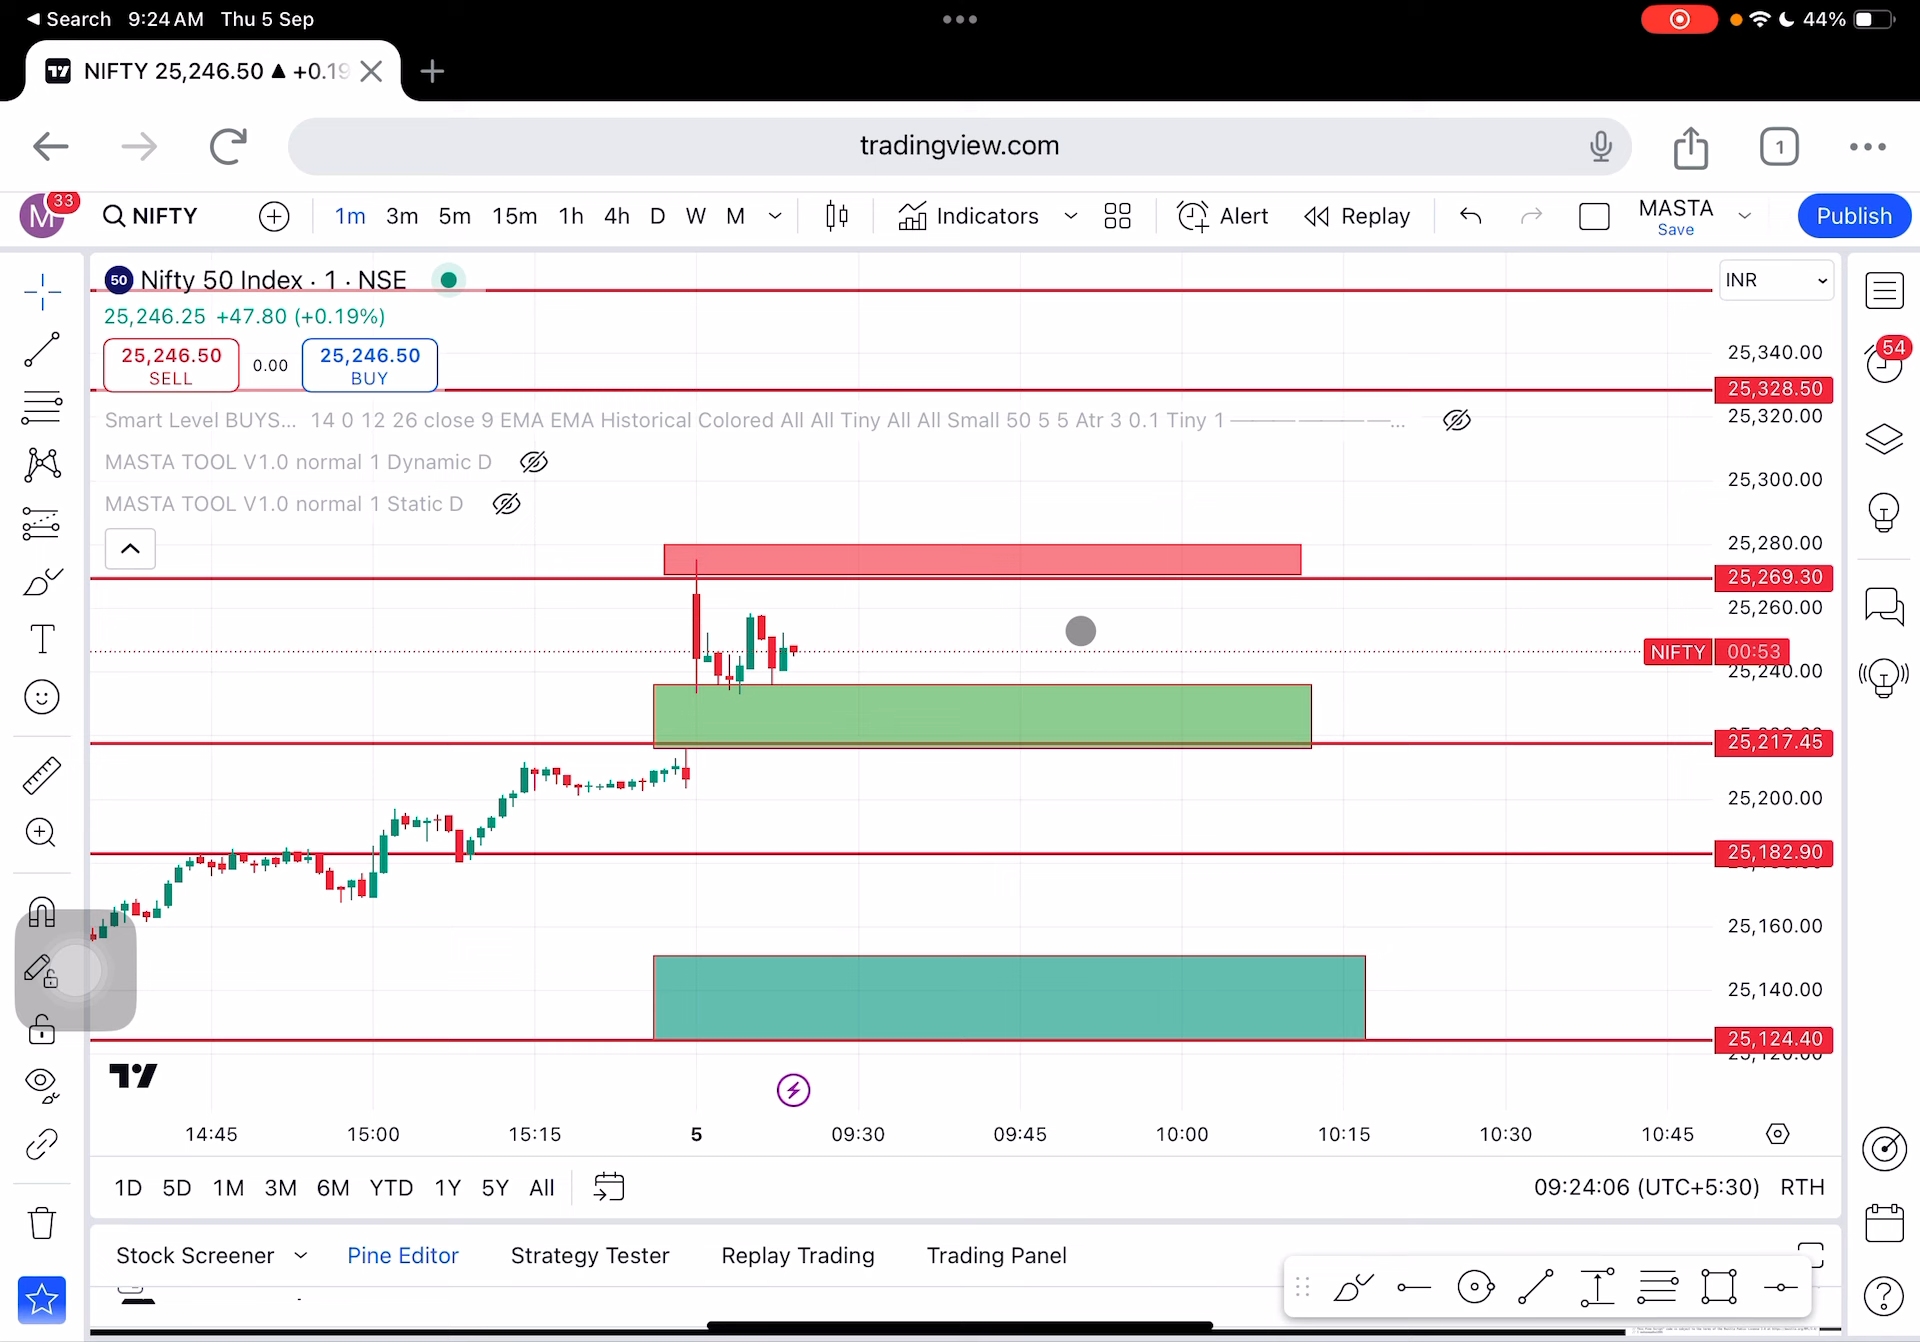 Search 9:24 AM Thu 5 Sep
44%
NIFTY 25,246.50 ▲ +0.19
tradingview.com
1
M
33
NIFTY
1m 3m 5m 15m 1h 4h D W M
Indicators
Alert
Replay
MASTA
Save
Publish
50
Nifty 50 Index · 1 · NSE
INR
25,246.25 +47.80 (+0.19%)
25,246.50
SELL
0.00
25,246.50
BUY
Smart Level BUYS... 14 0 12 26 close 9 EMA EMA Historical Colored All All Tiny All All Small 50 5 5 Atr 3 0.1 Tiny 1
MASTA TOOL V1.0 normal 1 Dynamic D
MASTA TOOL V1.0 normal 1 Static D
54
25,340.00
25,328.50
25,320.00
25,300.00
25,280.00
25,269.30
25,260.00
NIFTY 00:53
25,240.00
25,217.45
25,200.00
25,182.90
25,160.00
25,140.00
25,124.40
14:45 15:00 15:15 5 09:30 09:45 10:00 10:15 10:30 10:45
1D 5D 1M 3M 6M YTD 1Y 5Y All
09:24:06 (UTC+5:30) RTH
Stock Screener Pine Editor Strategy Tester Replay Trading Trading Panel